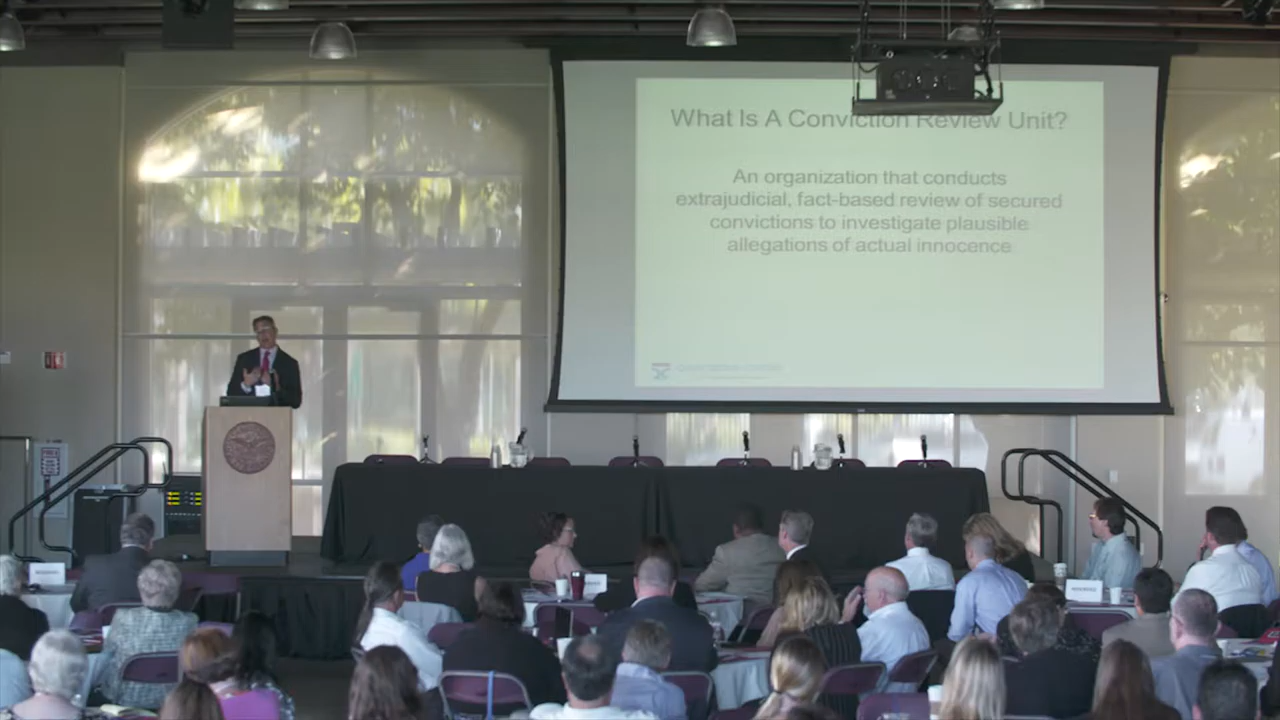 What Is A Conviction Review Unit?
An organization that conducts
extrajudicial, fact-based review of secured
convictions to investigate plausible
allegations of actual innocence